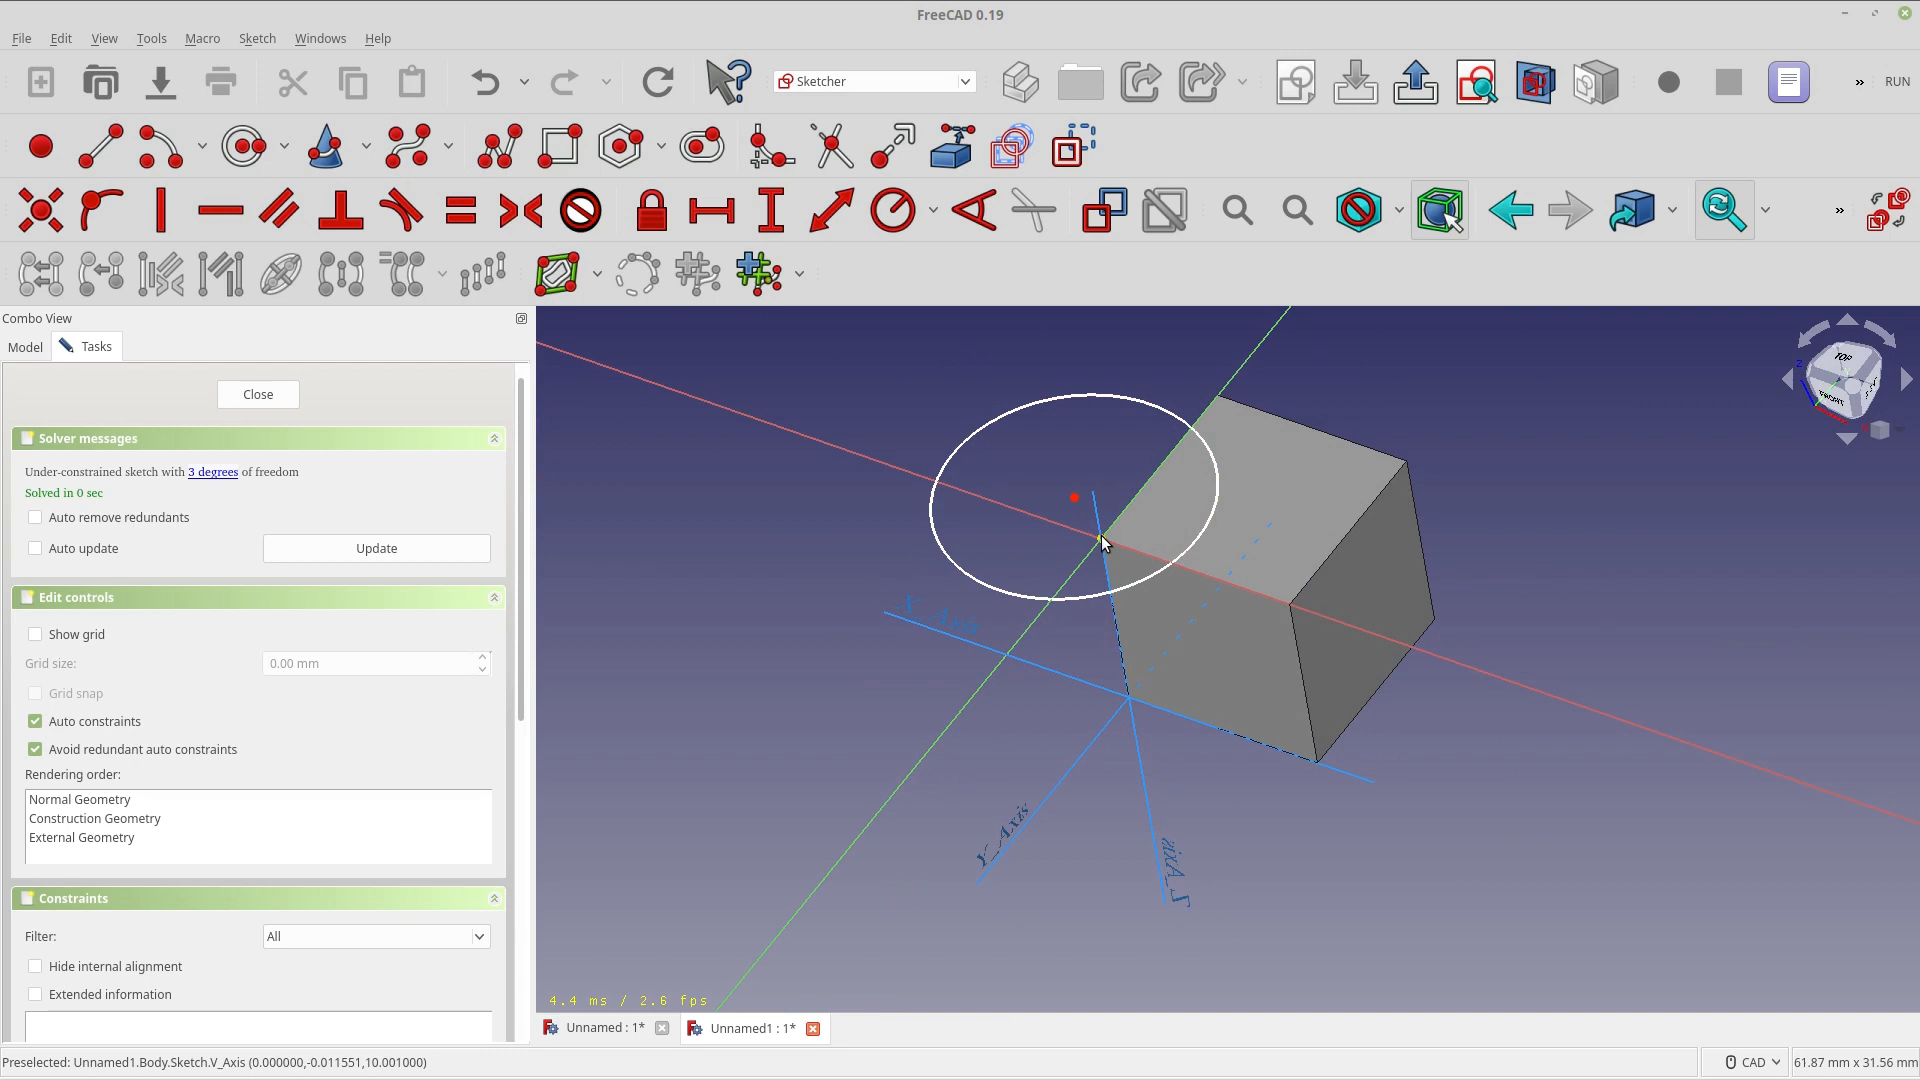 FreeCAD 0.19
File Edit View Tools Macro Sketch Windows Help
Sketcher
» RUN
»
Combo View
Model Tasks
Close
Solver messages
Under-constrained sketch with 3 degrees of freedom
Solved in 0 sec
Auto remove redundants
Auto update Update
Edit controls
Show grid
Grid size: 0.00 mm
Grid snap
Auto constraints
Avoid redundant auto constraints
Rendering order:
Normal Geometry
Construction Geometry
External Geometry
Constraints
Filter: All
Hide internal alignment
Extended information
TOP
FRONT
Z
X_Axis
Y_Axis
Z_Axis
4.4 ms / 2.6 fps
Unnamed : 1* Unnamed1 : 1*
Preselected: Unnamed1.Body.Sketch.V_Axis (0.000000,-0.011551,10.001000) CAD 61.87 mm x 31.56 mm